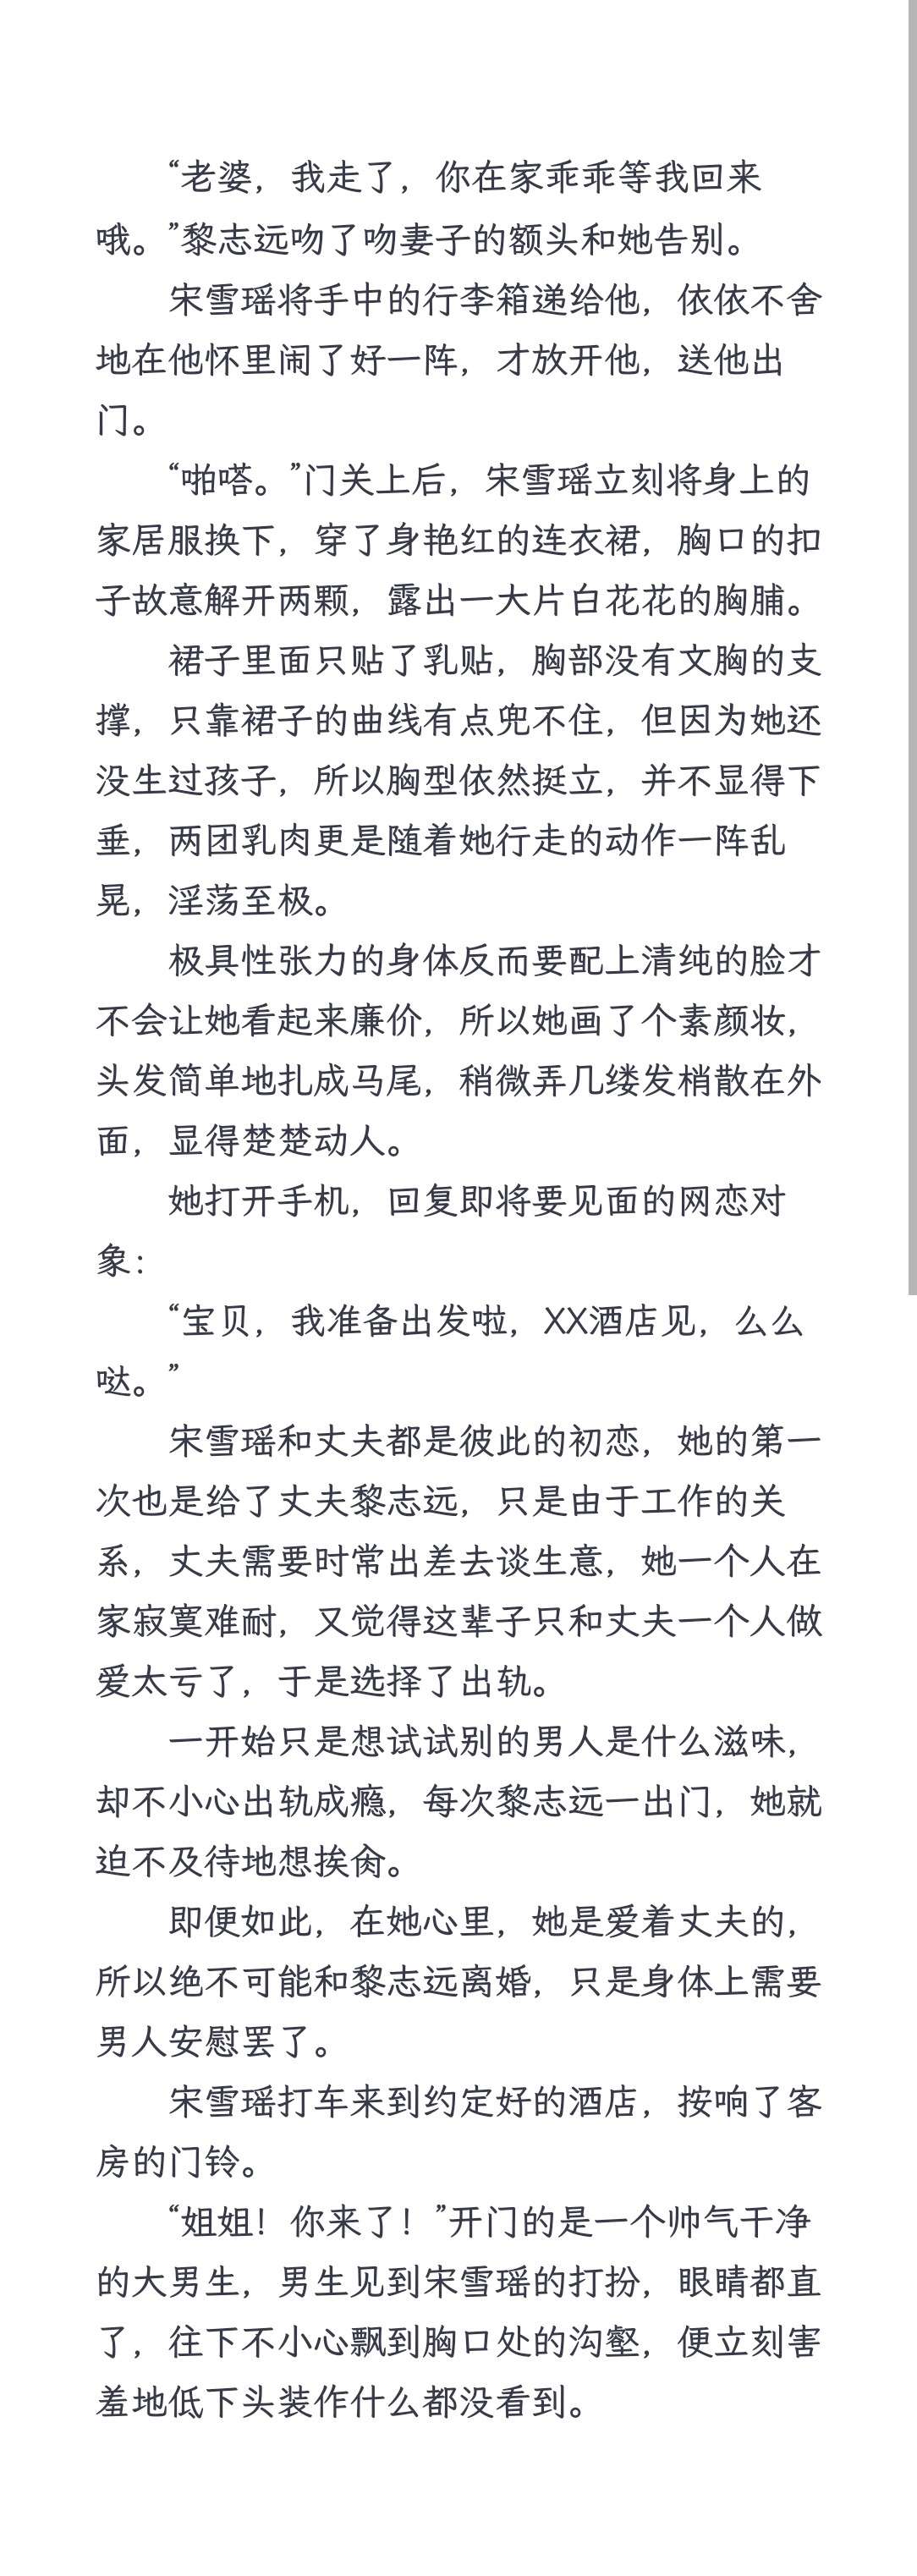 “老婆，我走了，你在家乖乖等我回来
哦。”黎志远吻了吻妻子的额头和她告别。
宋雪瑶将手中的行李箱递给他，依依不舍
地在他怀里闹了好一阵，才放开他，送他出
门。
“啪嗒。”门关上后，宋雪瑶立刻将身上的
家居服换下，穿了身艳红的连衣裙，胸口的扣
子故意解开两颗，露出一大片白花花的胸脯。
裙子里面只贴了乳贴，胸部没有文胸的支
撑，只靠裙子的曲线有点兜不住，但因为她还
没生过孩子，所以胸型依然挺立，并不显得下
垂，两团乳肉更是随着她行走的动作一阵乱
晃，淫荡至极。
极具性张力的身体反而要配上清纯的脸才
不会让她看起来廉价，所以她画了个素颜妆，
头发简单地扎成马尾，稍微弄几缕发梢散在外
面，显得楚楚动人。
她打开手机，回复即将要见面的网恋对
象：
“宝贝，我准备出发啦，XX酒店见，么么
哒。”
宋雪瑶和丈夫都是彼此的初恋，她的第一
次也是给了丈夫黎志远，只是由于工作的关
系，丈夫需要时常出差去谈生意，她一个人在
家寂寞难耐，又觉得这辈子只和丈夫一个人做
爱太亏了，于是选择了出轨。
一开始只是想试试别的男人是什么滋味，
却不小心出轨成瘾，每次黎志远一出门，她就
迫不及待地想挨肏。
即便如此，在她心里，她是爱着丈夫的，
所以绝不可能和黎志远离婚，只是身体上需要
男人安慰罢了。
宋雪瑶打车来到约定好的酒店，按响了客
房的门铃。
“姐姐！你来了！”开门的是一个帅气干净
的大男生，男生见到宋雪瑶的打扮，眼睛都直
了，往下不小心飘到胸口处的沟壑，便立刻害
羞地低下头装作什么都没看到。